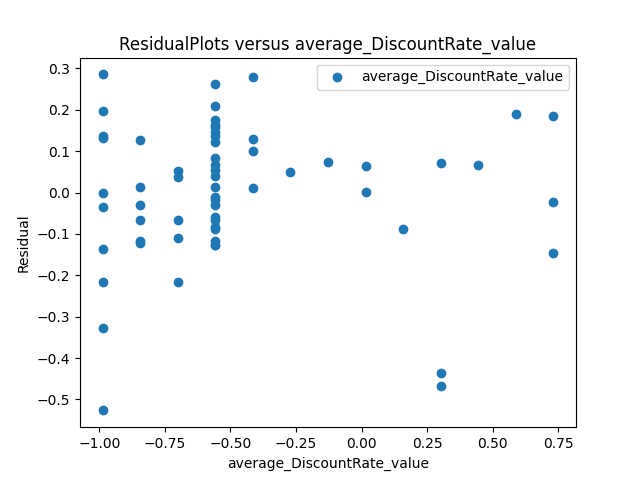 ResidualPlots versus average_DiscountRate_value
average_DiscountRate_value
0.3
0.2
0.1
0.0
−0.1
−0.2
−0.3
−0.4
−0.5
Residual
−1.00 −0.75 −0.50 −0.25 0.00 0.25 0.50 0.75
average_DiscountRate_value